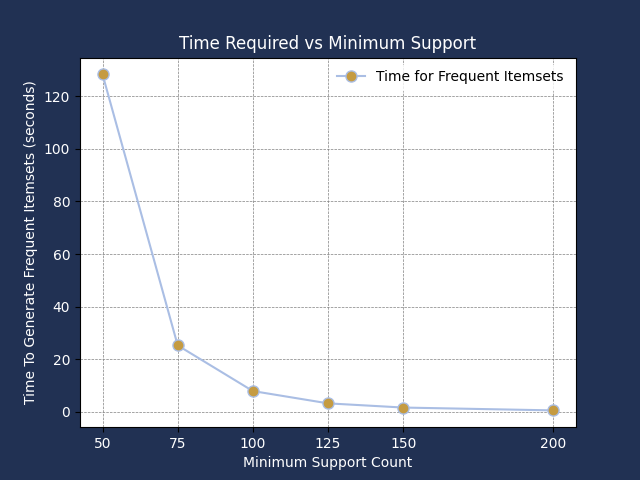 Time Required vs Minimum Support
Time for Frequent Itemsets
Time To Generate Frequent Itemsets (seconds)
120
100
80
60
40
20
0
50 75 100 125 150 200
Minimum Support Count